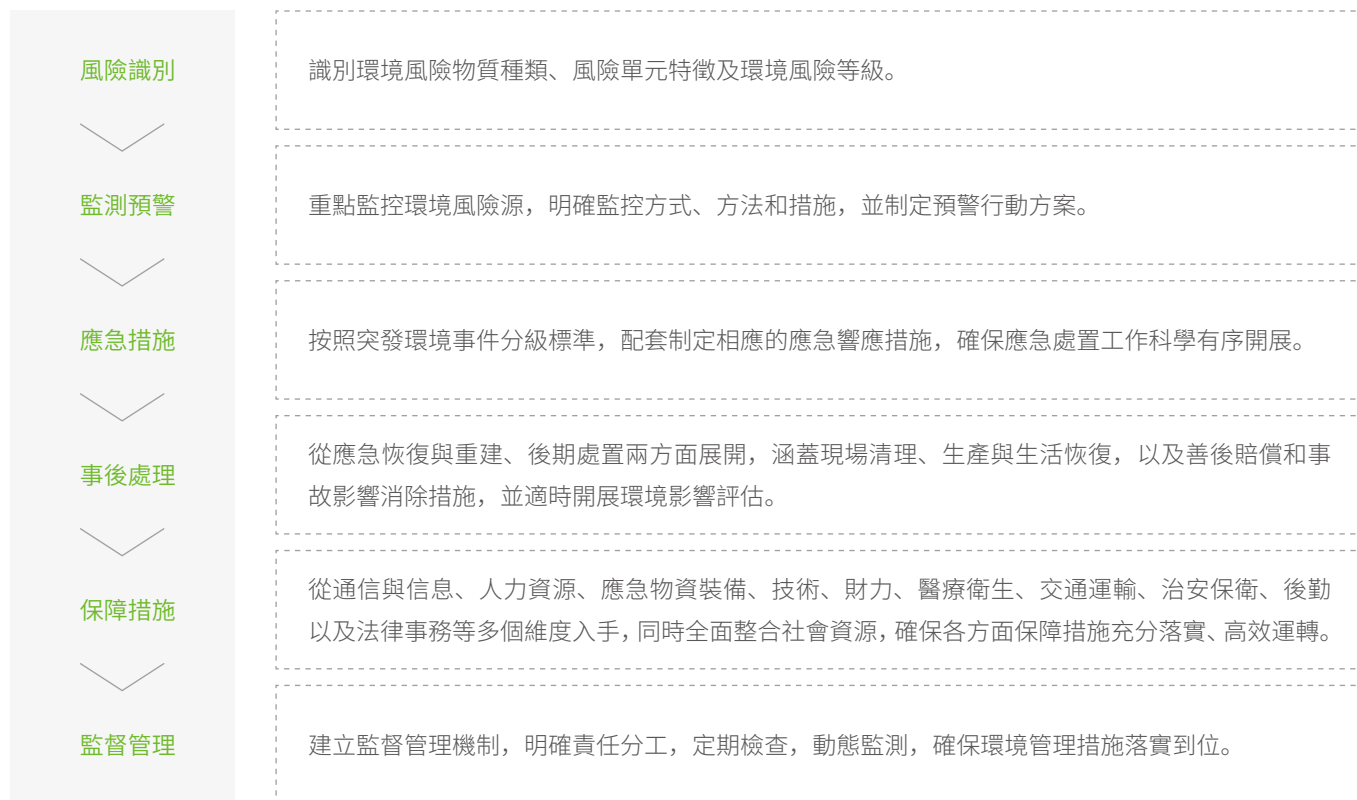 風險識別
識別環境風險物質種類、風險單元特徵及環境風險等級。
監測預警
重點監控環境風險源，明確監控方式、方法和措施，並制定預警行動方案。
應急措施
按照突發環境事件分級標準，配套制定相應的應急響應措施，確保應急處置工作科學有序開展。
事後處理
從應急恢復與重建、後期處置兩方面展開，涵蓋現場清理、生產與生活恢復，以及善後賠償和事
故影響消除措施，並適時開展環境影響評估。
保障措施
從通信與信息、人力資源、應急物資裝備、技術、財力、醫療衛生、交通運輸、治安保衛、後勤
以及法律事務等多個維度入手，同時全面整合社會資源，確保各方面保障措施充分落實、高效運轉。
監督管理
建立監督管理機制，明確責任分工，定期檢查，動態監測，確保環境管理措施落實到位。